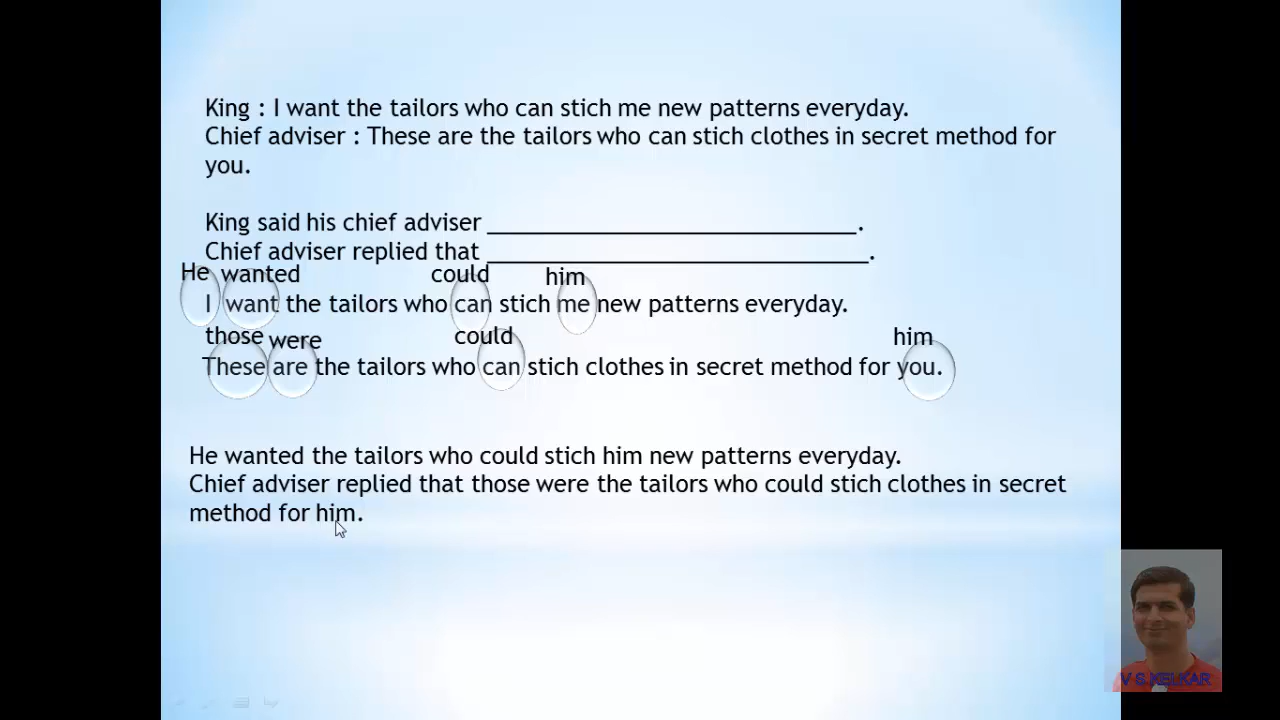 King : I want the tailors who can stich me new patterns everyday.
Chief adviser : These are the tailors who can stich clothes in secret method for
you.
King said his chief adviser ______________________________.
Chief adviser replied that _______________________________.
He wanted could him
I want the tailors who can stich me new patterns everyday.
those were could him
These are the tailors who can stich clothes in secret method for you.
He wanted the tailors who could stich him new patterns everyday.
Chief adviser replied that those were the tailors who could stich clothes in secret
method for him.
V S KELKAR